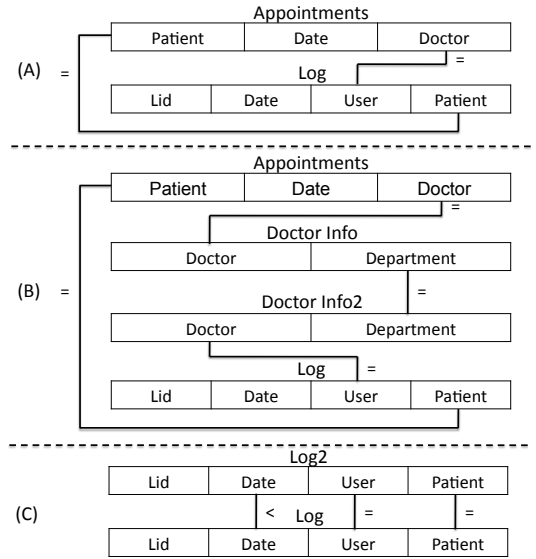 Appointments
Patient Date Doctor
(A) = =
Log
Lid Date User Patient
Appointments
Patient Date Doctor
=
Doctor Info
Doctor Department
(B) = =
Doctor Info2
Doctor Department
Log =
Lid Date User Patient
Log2
Lid Date User Patient
(C) < Log = =
Lid Date User Patient